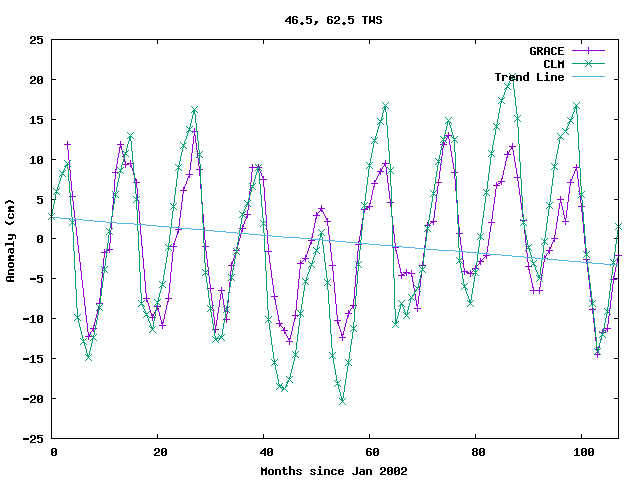 46.5, 62.5 TWS
GRACE
CLM
Trend Line
25
20
15
10
5
0
-5
-10
-15
-20
-25
Anomaly (cm)
0 20 40 60 80 100
Months since Jan 2002